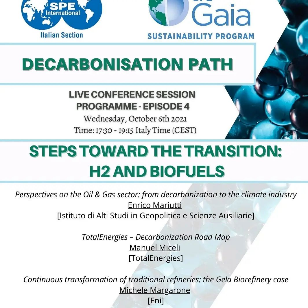 SPE
International
Italian Section
Gaia
SUSTAINABILITY PROGRAM
DECARBONISATION PATH
LIVE CONFERENCE SESSION
PROGRAMME - EPISODE 4
Wednesday, October 6th 2021
Time: 17:30 - 19:15 Italy Time (CEST)
STEPS TOWARD THE TRANSITION:
H2 AND BIOFUELS
Perspectives on the Oil & Gas sector: from decarbonization to the climate industry
Enrico Mariutti
[Istituto di Alti Studi in Geopolitica e Scienze Ausiliarie]
TotalEnergies – Decarbonization Road Map
Manuel Miceli
[TotalEnergies]
Continuous transformation of traditional refineries: the Gela Biorefinery case
Michele Margarone
[Eni]